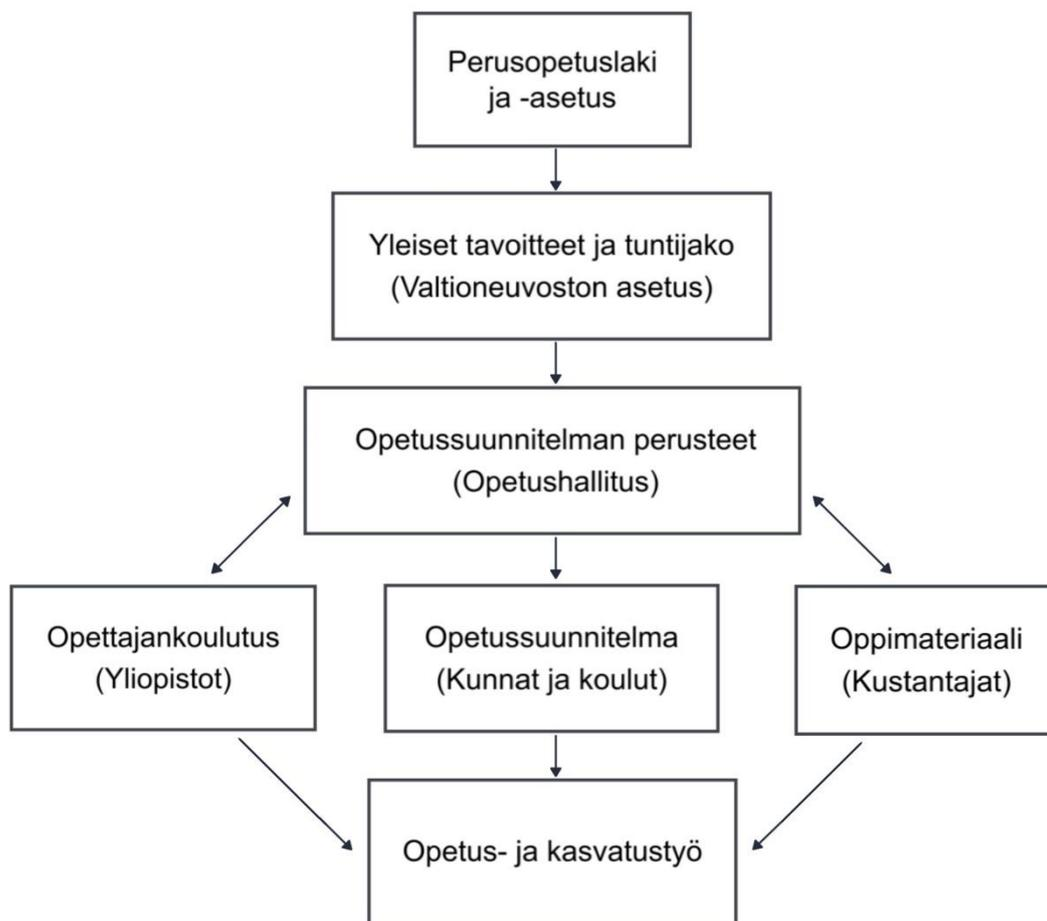 Perusopetuslaki
ja -asetus
Yleiset tavoitteet ja tuntijako
(Valtioneuvoston asetus)
Opetussuunnitelman perusteet
(Opetushallitus)
Opettajankoulutus
(Yliopistot)
Opetussuunnitelma
(Kunnat ja koulut)
Oppimateriaali
(Kustantajat)
Opetus- ja kasvatustyö